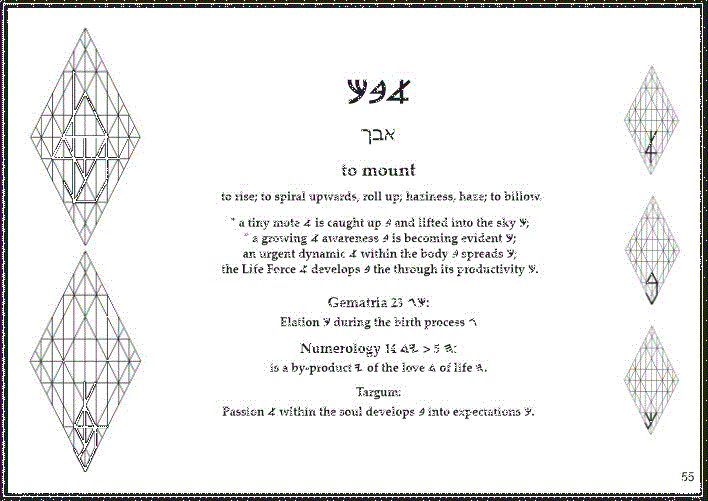 𐤀𐤁𐤊
אבך
to mount
to rise; to spiral upwards, roll up; haziness, haze; to billow.
" a tiny mote 𐤀 is caught up 𐤁 and lifted into the sky 𐤊;
" a growing 𐤀 awareness 𐤁 is becoming evident 𐤊;
an urgent dynamic 𐤀 within the body 𐤁 spreads 𐤊;
the Life Force 𐤀 develops 𐤁 the through its productivity 𐤊.
Gematria 23 𐤊𐤂:
Elation 𐤊 during the birth process 𐤂
Numerology 14 𐤉𐤃 > 5 𐤄:
is a by-product 𐤉 of the love 𐤃 of life 𐤄.
Targum:
Passion 𐤀 within the soul develops 𐤁 into expectations 𐤊.
55